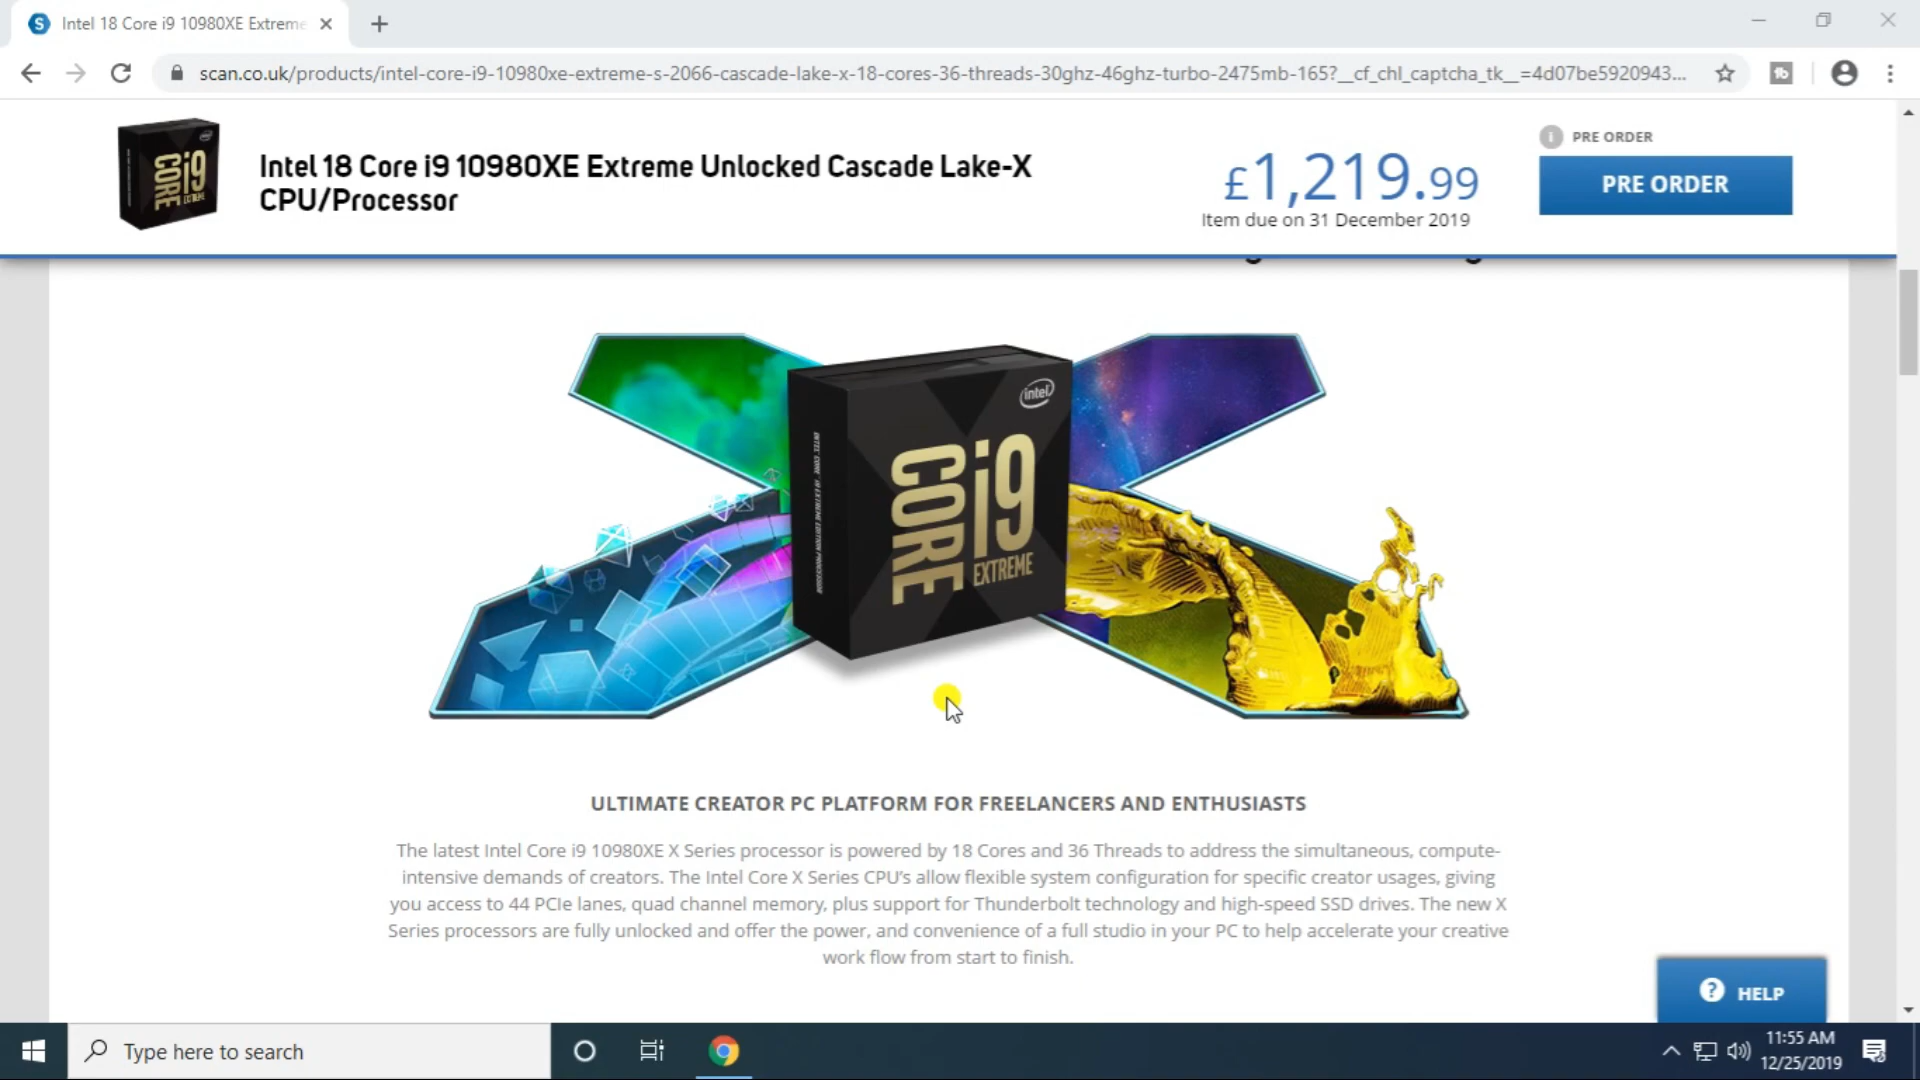 Intel 18 Core i9 10980XE Extreme
scan.co.uk/products/intel-core-i9-10980xe-extreme-s-2066-cascade-lake-x-18-cores-36-threads-30ghz-46ghz-turbo-2475mb-165?__cf_chl_captcha_tk__=4d07be5920943...
PRE ORDER
Intel 18 Core i9 10980XE Extreme Unlocked Cascade Lake-X
CPU/Processor
£1,219.99
PRE ORDER
Item due on 31 December 2019
CORE i9
EXTREME
intel
CORE i9
EXTREME
ULTIMATE CREATOR PC PLATFORM FOR FREELANCERS AND ENTHUSIASTS
The latest Intel Core i9 10980XE X Series processor is powered by 18 Cores and 36 Threads to address the simultaneous, compute-
intensive demands of creators. The Intel Core X Series CPU's allow flexible system configuration for specific creator usages, giving
you access to 44 PCIe lanes, quad channel memory, plus support for Thunderbolt technology and high-speed SSD drives. The new X
Series processors are fully unlocked and offer the power, and convenience of a full studio in your PC to help accelerate your creative
work flow from start to finish.
? HELP
Type here to search
11:55 AM
12/25/2019